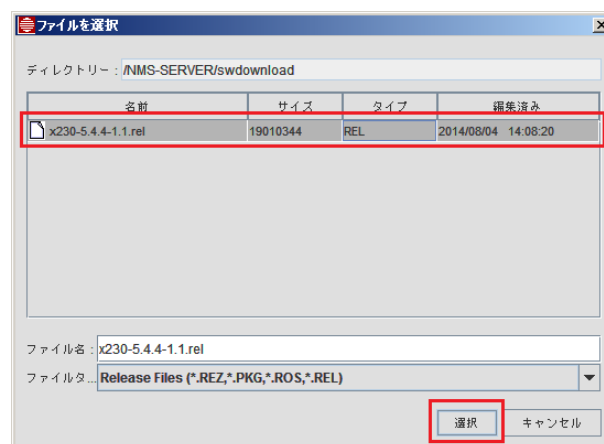 ファイルを選択
ディレクトリー : /NMS-SERVER/swdownload
名前 サイズ タイプ 編集済み
x230-5.4.4-1.1.rel 19010344 REL 2014/08/04 14:08:20
ファイル名 : x230-5.4.4-1.1.rel
ファイルタ... Release Files (*.REZ,*.PKG,*.ROS,*.REL)
選択 キャンセル